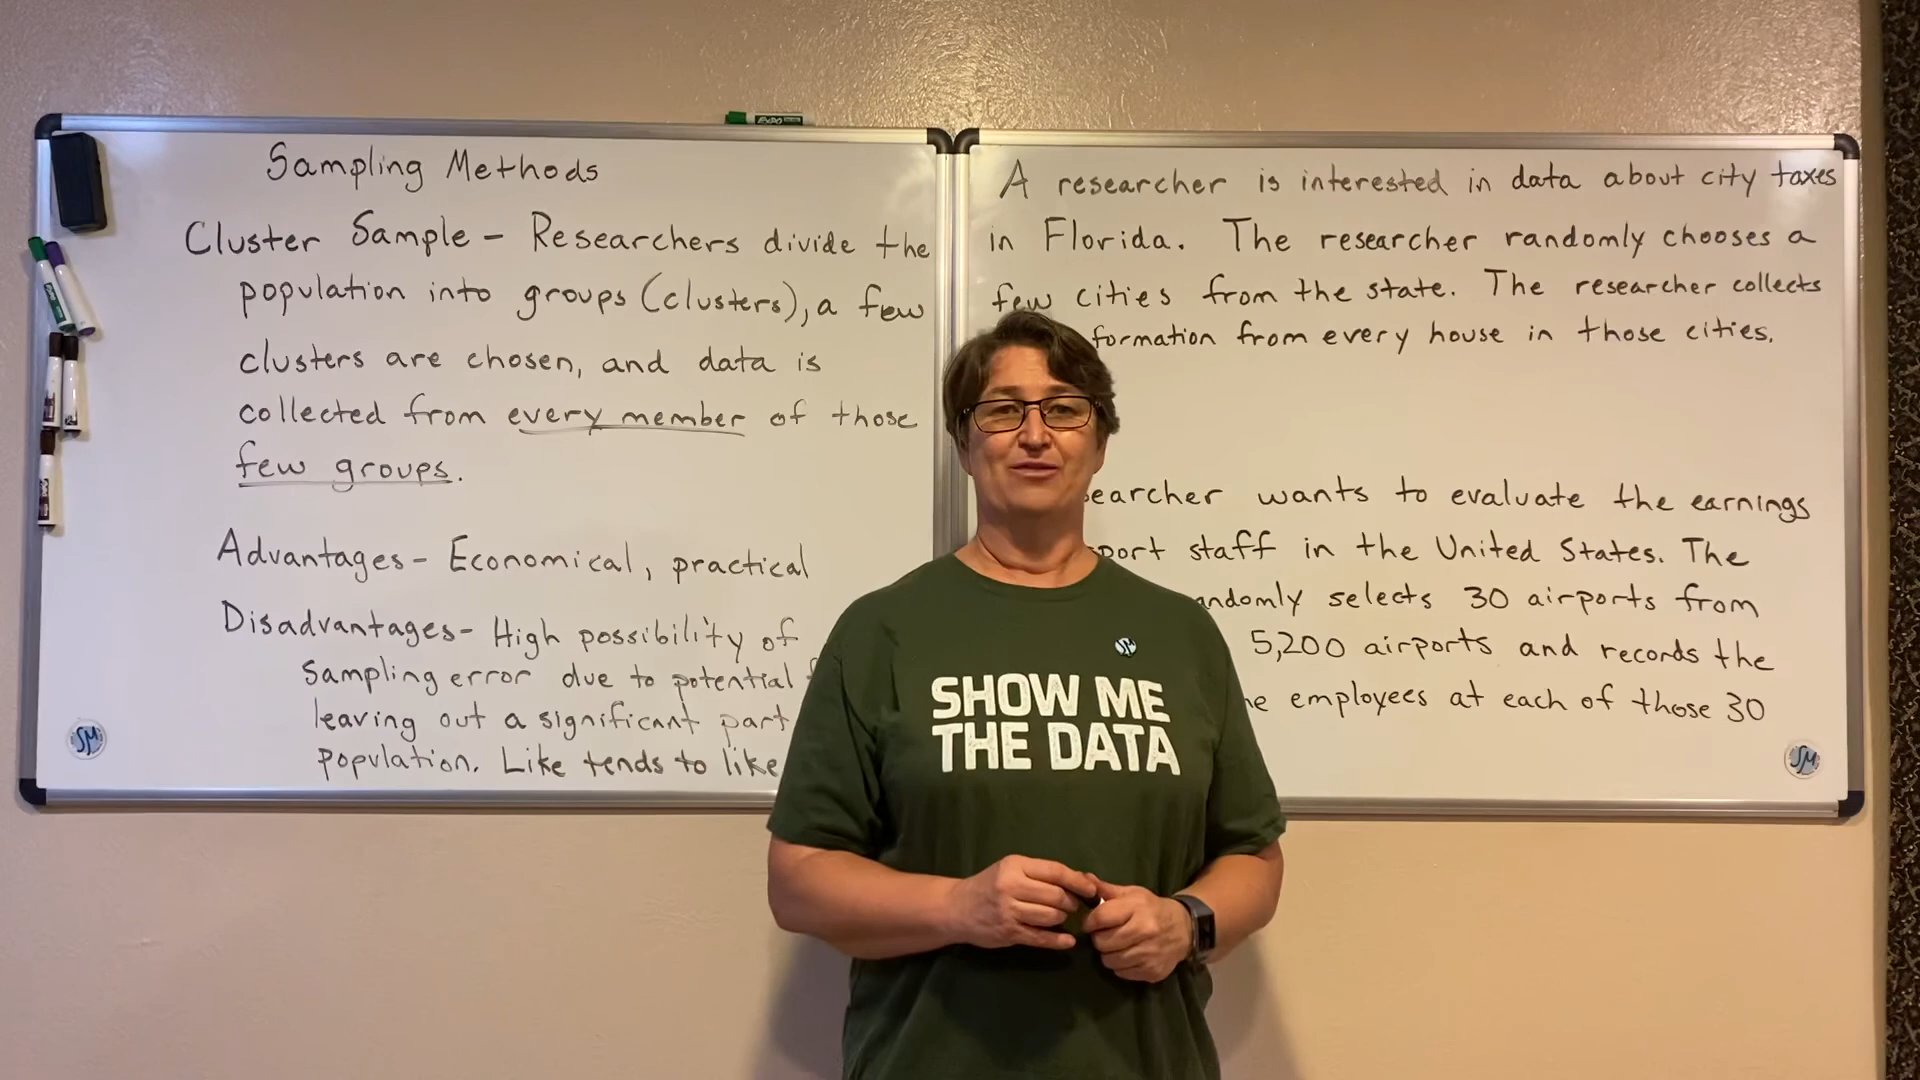 EXPO
Sampling Methods
Cluster Sample - Researchers divide the
population into groups (clusters), a few
clusters are chosen, and data is
collected from every member of those
few groups.
Advantages - Economical, practical
Disadvantages - High possibility of
sampling error due to potential
leaving out a significant part
population. Like tends to like
SM
A researcher is interested in data about city taxes
in Florida. The researcher randomly chooses a
few cities from the state. The researcher collects
formation from every house in those cities.
earcher wants to evaluate the earnings
port staff in the United States. The
andomly selects 30 airports from
5,200 airports and records the
employees at each of those 30
SM
SHOW ME
THE DATA